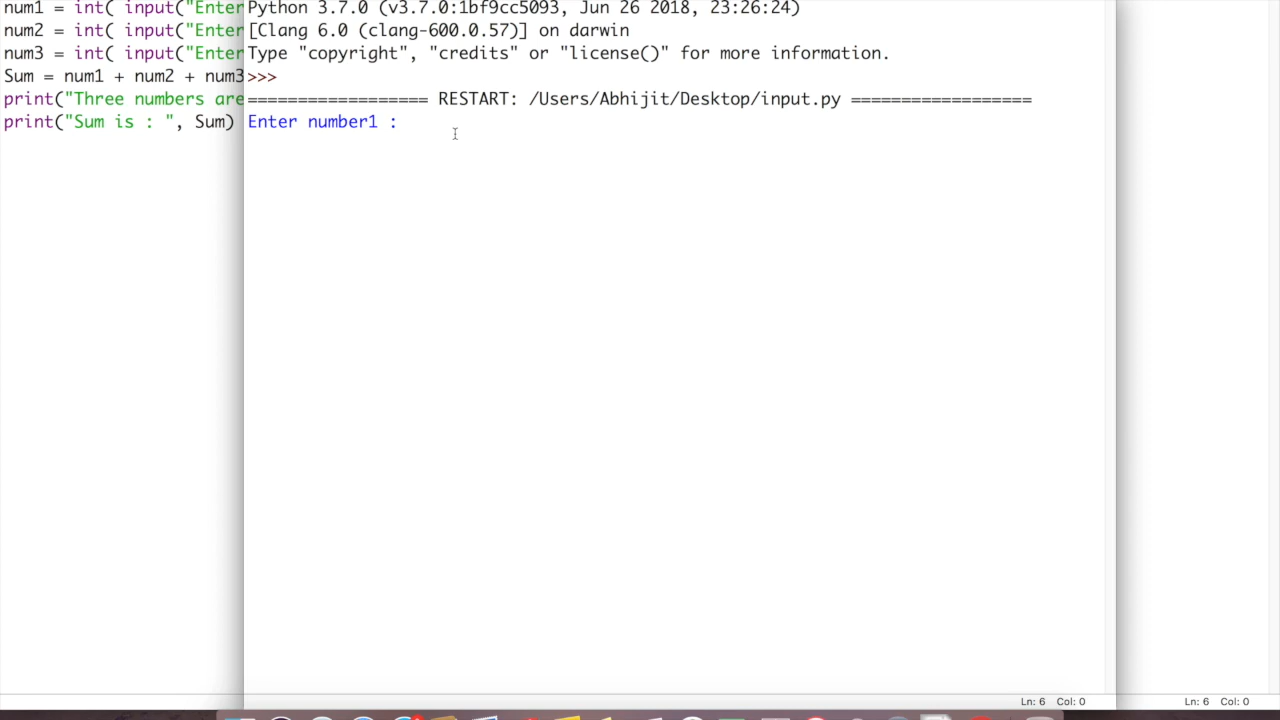 num1 = int( input("Enter
num2 = int( input("Enter
num3 = int( input("Enter
Sum = num1 + num2 + num3
print("Three numbers are
print("Sum is : ", Sum)
Python 3.7.0 (v3.7.0:1bf9cc5093, Jun 26 2018, 23:26:24)
[Clang 6.0 (clang-600.0.57)] on darwin
Type "copyright", "credits" or "license()" for more information.
>>>
================== RESTART: /Users/Abhijit/Desktop/input.py ==================
Enter number1 :
Ln: 6 Col: 0
Ln: 6 Col: 0